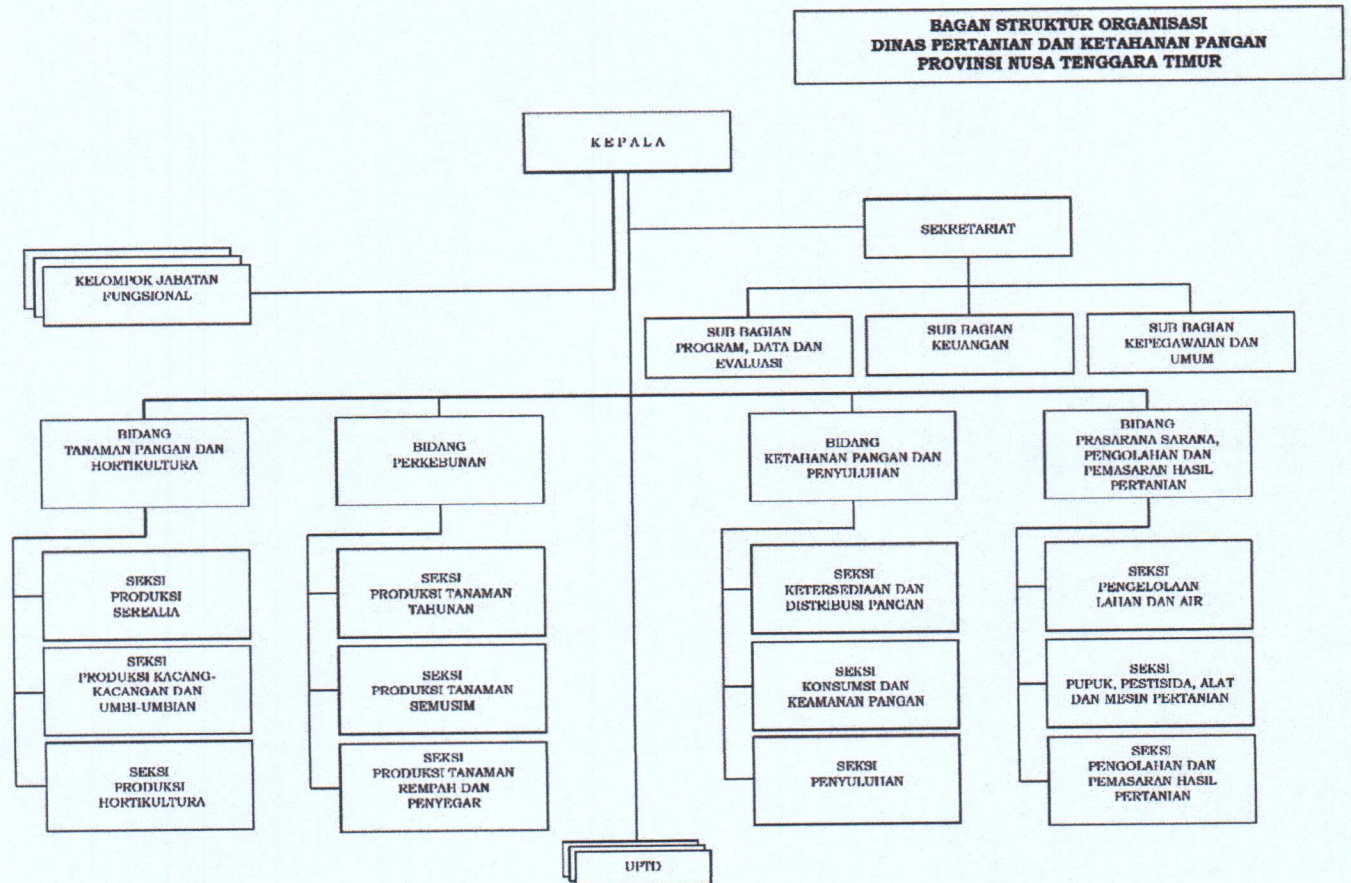 BAGAN STRUKTUR ORGANISASI
DINAS PERTANIAN DAN KETAHANAN PANGAN
PROVINSI NUSA TENGGARA TIMUR
KEPALA
SEKRETARIAT
KELOMPOK JABATAN
FUNGSIONAL
SUB BAGIAN
PROGRAM, DATA DAN
EVALUASI
SUB BAGIAN
KEUANGAN
SUB BAGIAN
KEPEGAWAIAN DAN
UMUM
BIDANG
TANAMAN PANGAN DAN
HORTIKULTURA
BIDANG
PERKEBUNAN
BIDANG
KETAHANAN PANGAN DAN
PENYULUHAN
BIDANG
PRASARANA SARANA,
PENGOLAHAN DAN
PEMASARAN HASIL
PERTANIAN
SEKSI
PRODUKSI
SEREALIA
SEKSI
PRODUKSI TANAMAN
TAHUNAN
SEKSI
KETERSEDIAAN DAN
DISTRIBUSI PANGAN
SEKSI
PENGELOLAAN
LAHAN DAN AIR
SEKSI
PRODUKSI KACANG-
KACANGAN DAN
UMBI-UMBIAN
SEKSI
PRODUKSI TANAMAN
SEMUSIM
SEKSI
KONSUMSI DAN
KEAMANAN PANGAN
SEKSI
PUPUK, PESTISIDA, ALAT
DAN MESIN PERTANIAN
SEKSI
PRODUKSI
HORTIKULTURA
SEKSI
PRODUKSI TANAMAN
REMPAH DAN
PENYEGAR
SEKSI
PENYULUHAN
SEKSI
PENGOLAHAN DAN
PEMASARAN HASIL
PERTANIAN
UPTD